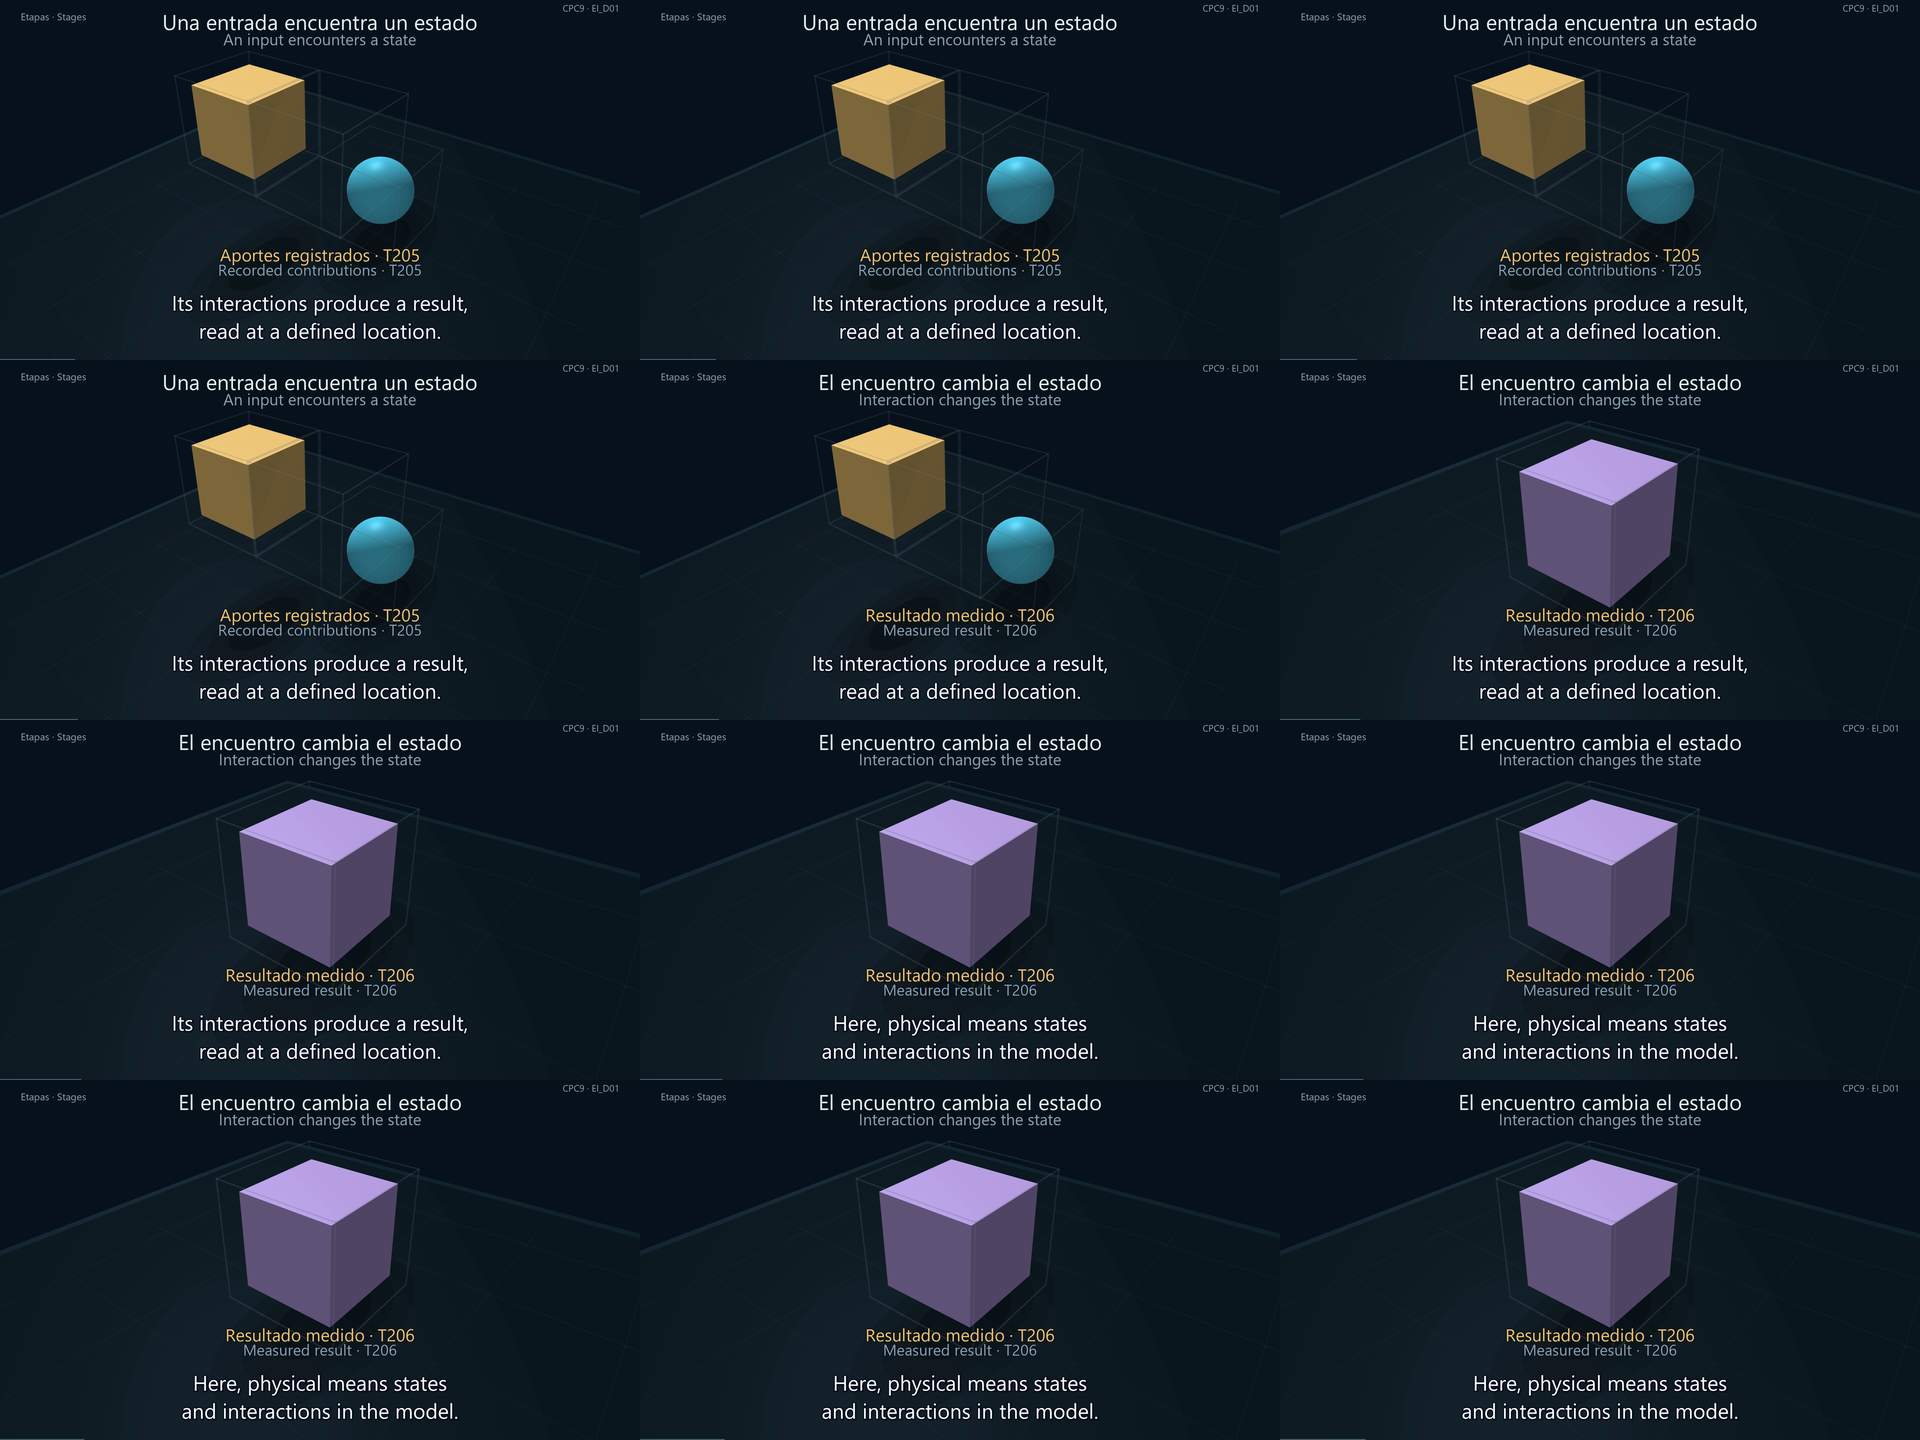 Etapas · Stages
CPC9 · EI_D01
Una entrada encuentra un estado
An input encounters a state
Aportes registrados · T205
Recorded contributions · T205
Its interactions produce a result,
read at a defined location.
Etapas · Stages
CPC9 · EI_D01
Una entrada encuentra un estado
An input encounters a state
Aportes registrados · T205
Recorded contributions · T205
Its interactions produce a result,
read at a defined location.
Etapas · Stages
CPC9 · EI_D01
Una entrada encuentra un estado
An input encounters a state
Aportes registrados · T205
Recorded contributions · T205
Its interactions produce a result,
read at a defined location.
Etapas · Stages
CPC9 · EI_D01
Una entrada encuentra un estado
An input encounters a state
Aportes registrados · T205
Recorded contributions · T205
Its interactions produce a result,
read at a defined location.
Etapas · Stages
CPC9 · EI_D01
El encuentro cambia el estado
Interaction changes the state
Resultado medido · T206
Measured result · T206
Its interactions produce a result,
read at a defined location.
Etapas · Stages
CPC9 · EI_D01
El encuentro cambia el estado
Interaction changes the state
Resultado medido · T206
Measured result · T206
Its interactions produce a result,
read at a defined location.
Etapas · Stages
CPC9 · EI_D01
El encuentro cambia el estado
Interaction changes the state
Resultado medido · T206
Measured result · T206
Its interactions produce a result,
read at a defined location.
Etapas · Stages
CPC9 · EI_D01
El encuentro cambia el estado
Interaction changes the state
Resultado medido · T206
Measured result · T206
Here, physical means states
and interactions in the model.
Etapas · Stages
CPC9 · EI_D01
El encuentro cambia el estado
Interaction changes the state
Resultado medido · T206
Measured result · T206
Here, physical means states
and interactions in the model.
Etapas · Stages
CPC9 · EI_D01
El encuentro cambia el estado
Interaction changes the state
Resultado medido · T206
Measured result · T206
Here, physical means states
and interactions in the model.
Etapas · Stages
CPC9 · EI_D01
El encuentro cambia el estado
Interaction changes the state
Resultado medido · T206
Measured result · T206
Here, physical means states
and interactions in the model.
Etapas · Stages
CPC9 · EI_D01
El encuentro cambia el estado
Interaction changes the state
Resultado medido · T206
Measured result · T206
Here, physical means states
and interactions in the model.